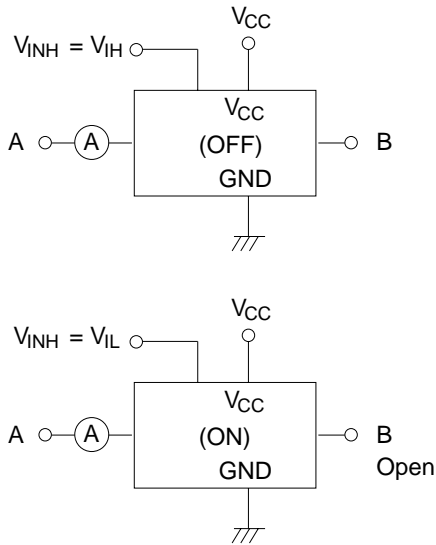 VCC
VINH = VIH
VCC
A A (OFF) B
GND
VCC
VINH = VIL
VCC
A A (ON) B
GND Open